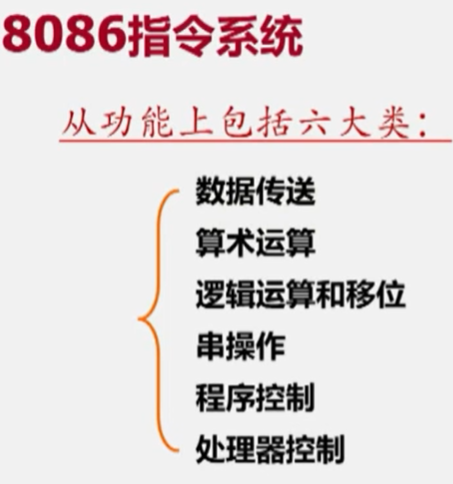 8086指令系统
从功能上包括六大类：
数据传送
算术运算
逻辑运算和移位
串操作
程序控制
处理器控制